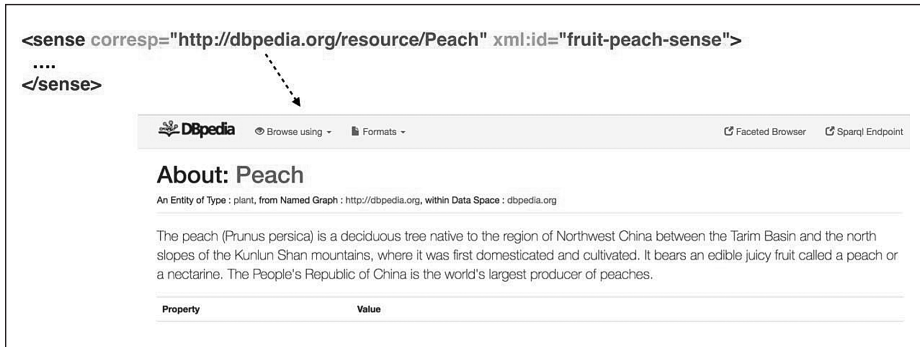 <sense corresp="http://dbpedia.org/resource/Peach" xml:id="fruit-peach-sense">
....
</sense>
DBpedia Browse using Formats Faceted Browser Sparql Endpoint
About: Peach
An Entity of Type : plant, from Named Graph : http://dbpedia.org, within Data Space : dbpedia.org
The peach (Prunus persica) is a deciduous tree native to the region of Northwest China between the Tarim Basin and the north
slopes of the Kunlun Shan mountains, where it was first domesticated and cultivated. It bears an edible juicy fruit called a peach or
a nectarine. The People's Republic of China is the world's largest producer of peaches.
Property Value